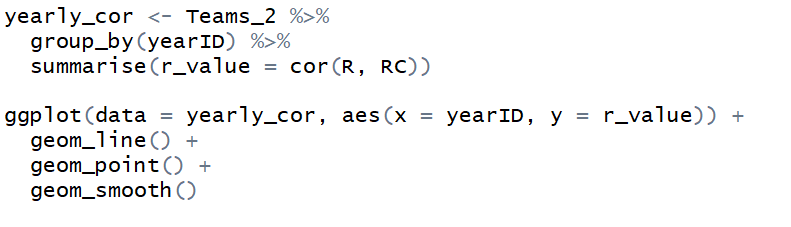 yearly_cor <- Teams_2 %>%
  group_by(yearID) %>%
  summarise(r_value = cor(R, RC))

ggplot(data = yearly_cor, aes(x = yearID, y = r_value)) +
  geom_line() +
  geom_point() +
  geom_smooth()